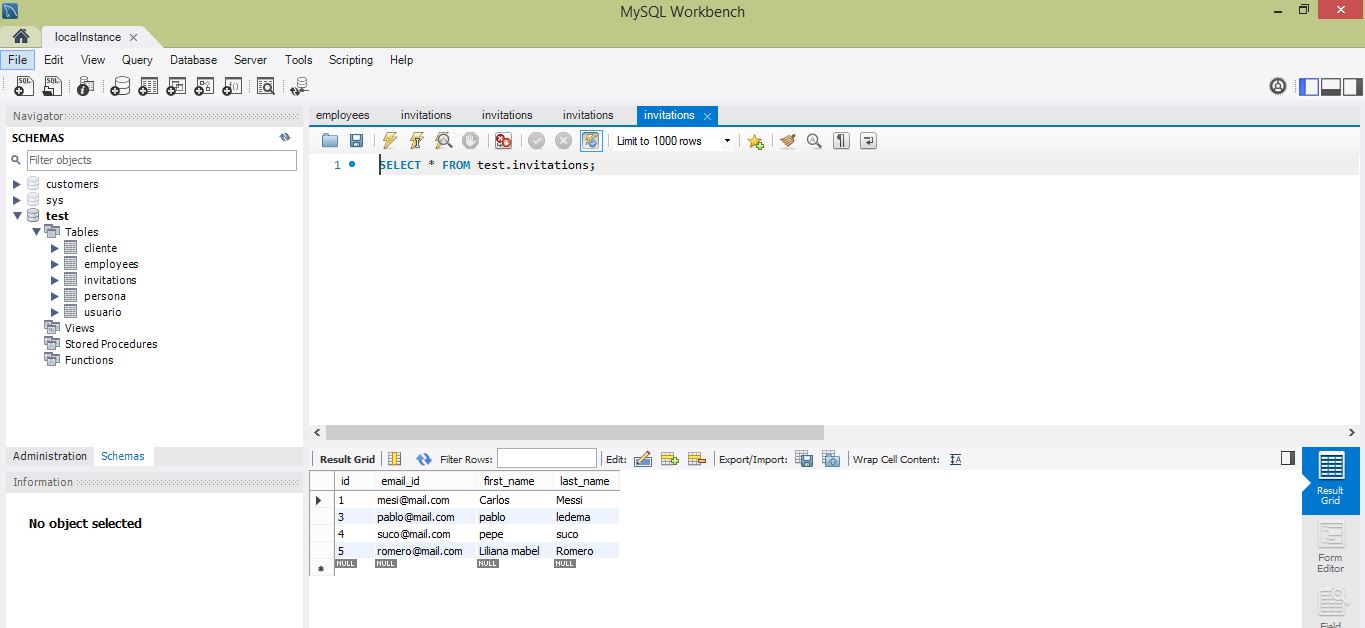 MySQL Workbench
localInstance
File Edit View Query Database Server Tools Scripting Help
Navigator
SCHEMAS
Filter objects
customers
sys
test
Tables
cliente
employees
invitations
persona
usuario
Views
Stored Procedures
Functions
Administration Schemas
Information
No object selected
employees invitations invitations invitations invitations
Limit to 1000 rows
1 SELECT * FROM test.invitations;
Result Grid Filter Rows: Edit: Export/Import: Wrap Cell Content:
id email_id first_name last_name
1 mesi@mail.com Carlos Messi
3 pablo@mail.com pablo ledema
4 suco@mail.com pepe suco
5 romero@mail.com Liliana mabel Romero
NULL NULL NULL NULL
Result
Grid
Form
Editor
Field